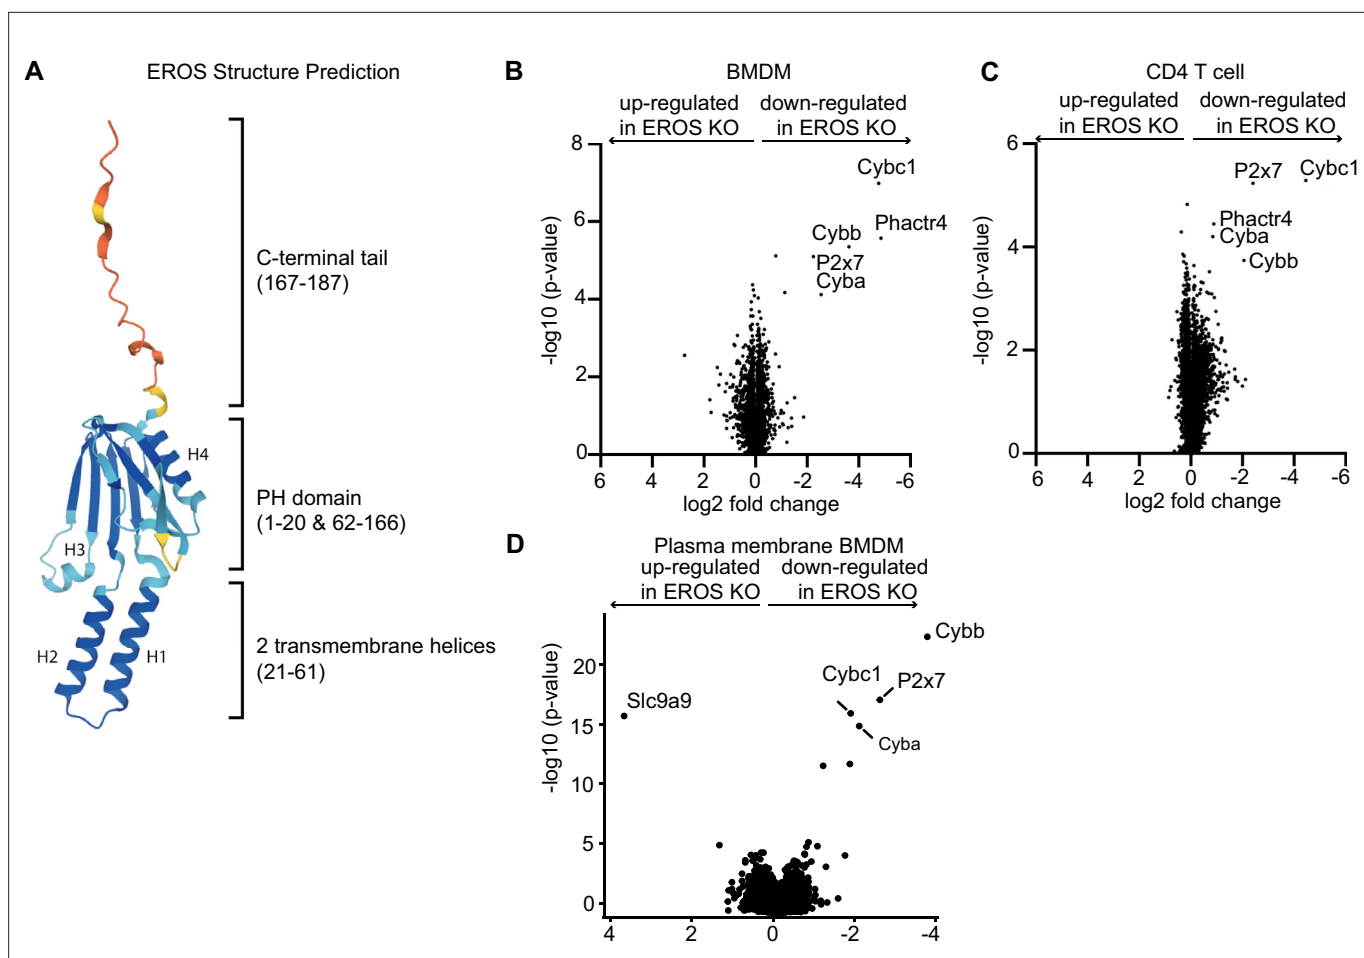 A
EROS Structure Prediction
C-terminal tail
(167-187)
H4
PH domain
(1-20 & 62-166)
H3
H2
H1
2 transmembrane helices
(21-61)
B
BMDM
up-regulated
in EROS KO
down-regulated
in EROS KO
8
6
4
2
0
-log10 (p-value)
Cybc1
Phactr4
Cybb
P2x7
Cyba
6
4
2
0
-2
-4
-6
log2 fold change
C
CD4 T cell
up-regulated
in EROS KO
down-regulated
in EROS KO
6
4
2
0
-log10 (p-value)
P2x7
Cybc1
Phactr4
Cyba
Cybb
6
4
2
0
-2
-4
-6
log2 fold change
D
Plasma membrane BMDM
up-regulated
in EROS KO
down-regulated
in EROS KO
20
15
10
5
0
-log10 (p-value)
Cybb
Cybc1
P2x7
Slc9a9
Cyba
4
2
0
-2
-4